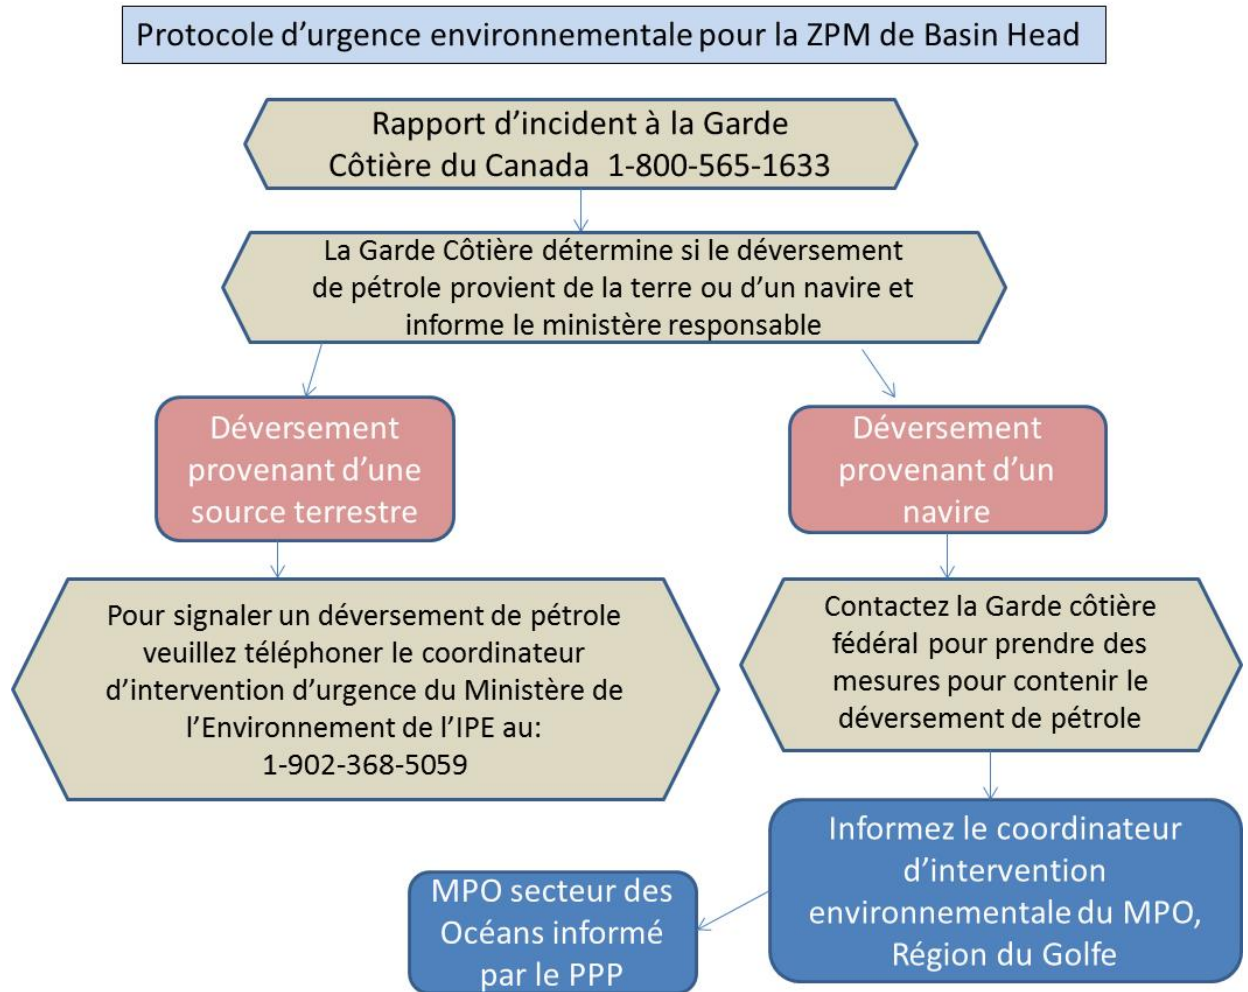 Protocole d’urgence environnementale pour la ZPM de Basin Head
Rapport d’incident à la Garde
Côtière du Canada 1-800-565-1633
La Garde Côtière détermine si le déversement
de pétrole provient de la terre ou d’un navire et
informe le ministère responsable
Déversement
provenant d’une
source terrestre
Déversement
provenant d’un
navire
Pour signaler un déversement de pétrole
veuillez téléphoner le coordinateur
d’intervention d’urgence du Ministère de
l’Environnement de l’IPE au:
1-902-368-5059
Contactez la Garde côtière
fédéral pour prendre des
mesures pour contenir le
déversement de pétrole
Informez le coordinateur
d’intervention
environnementale du MPO,
Région du Golfe
MPO secteur des
Océans informé
par le PPP